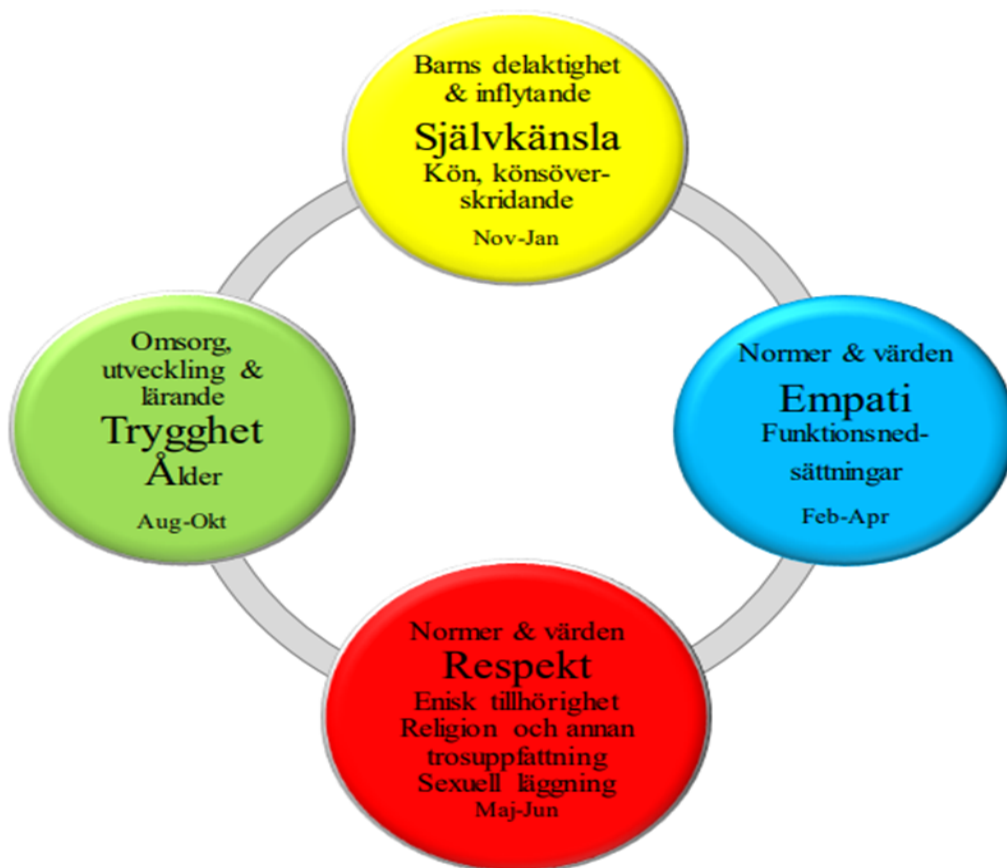 Barns delaktighet
& inflytande
Självkänsla
Kön, könsöver-
skridande
Nov-Jan
Omsorg,
utveckling &
lärande
Trygghet
Ålder
Aug-Okt
Normer & värden
Empati
Funktionsned-
sättningar
Feb-Apr
Normer & värden
Respekt
Enisk tillhörighet
Religion och annan
trosuppfattning
Sexuell läggning
Maj-Jun